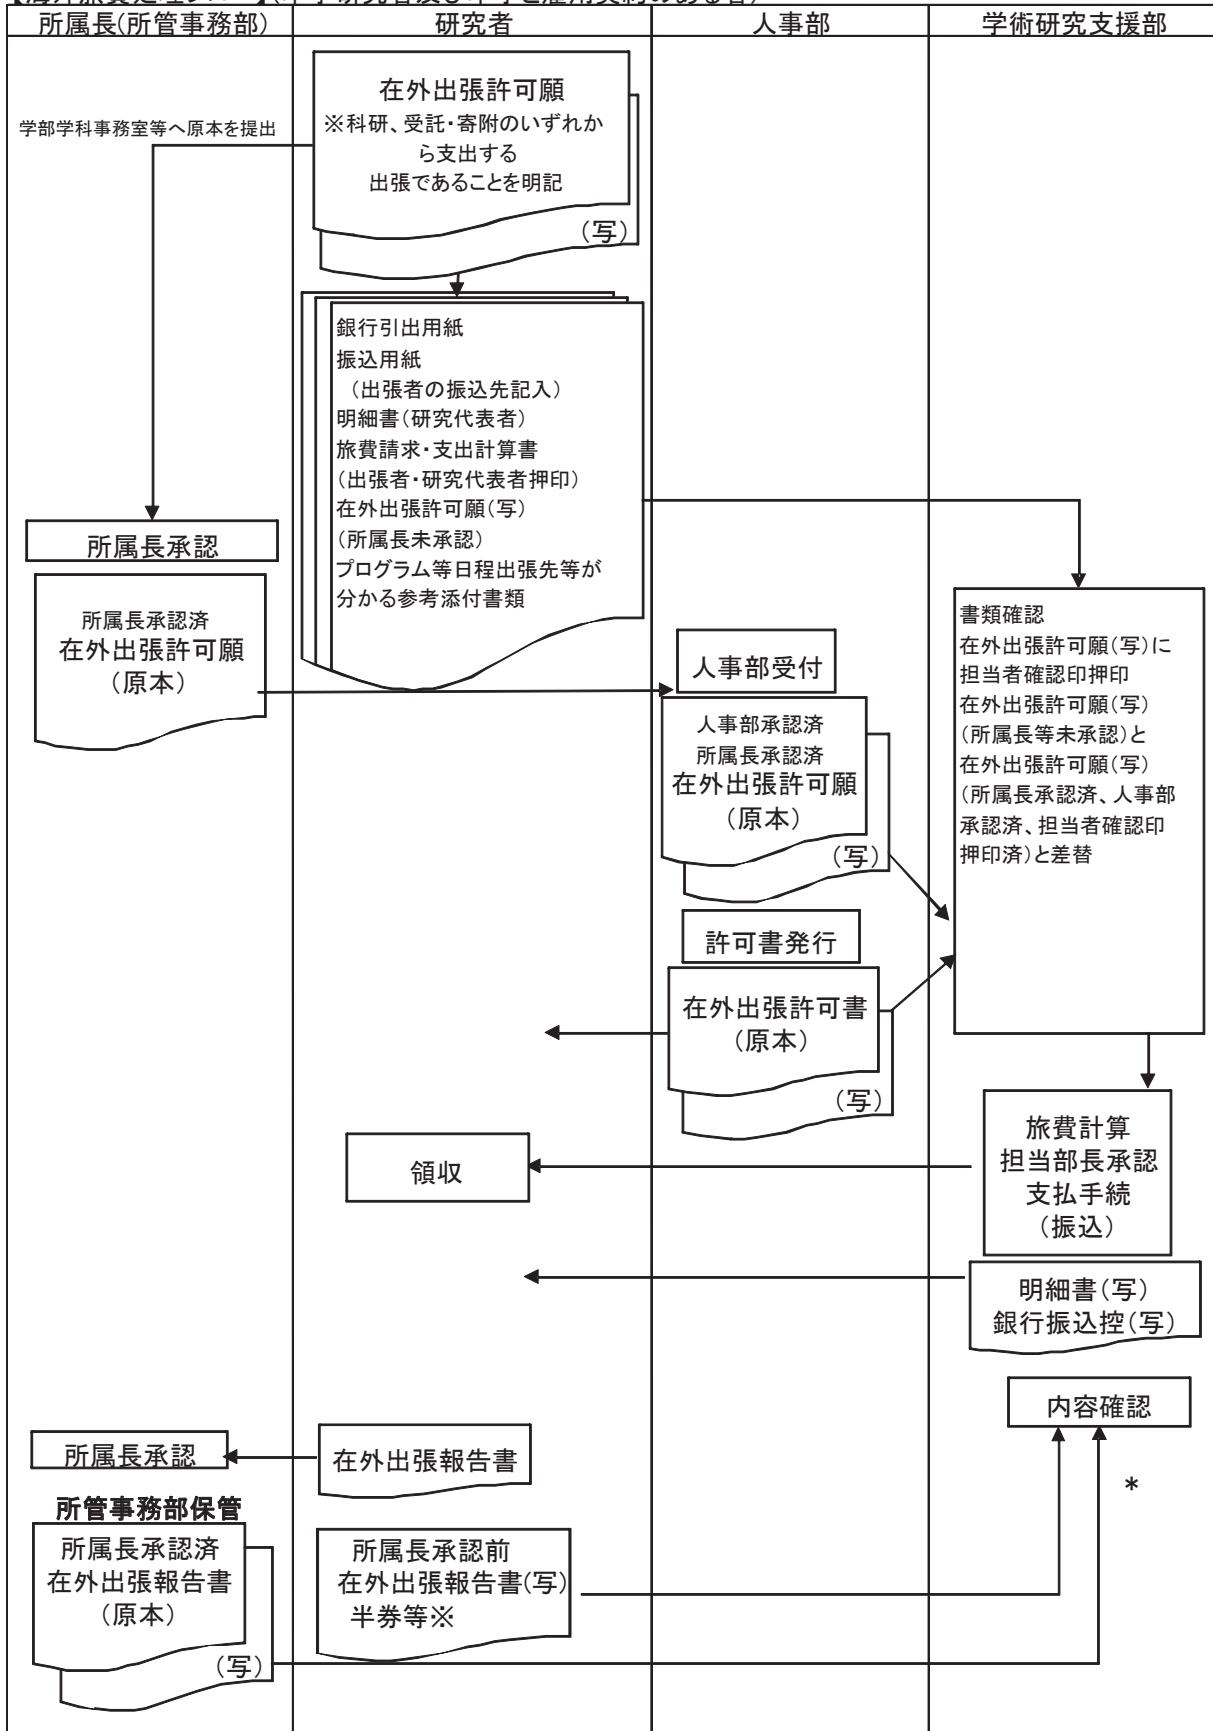 所属長(所管事務部)
研究者
人事部
学術研究支援部
在外出張許可願
※科研、受託・寄附のいずれか
ら支出する
出張であることを明記
(写)
学部学科事務室等へ原本を提出
銀行引出用紙
振込用紙
(出張者の振込先記入)
明細書(研究代表者)
旅費請求・支出計算書
(出張者・研究代表者押印)
在外出張許可願(写)
(所属長未承認)
プログラム等日程出張先等が
分かる参考添付書類
所属長承認
所属長承認済
在外出張許可願
(原本)
人事部受付
人事部承認済
所属長承認済
在外出張許可願
(原本)
(写)
書類確認
在外出張許可願(写)に
担当者確認印押印
在外出張許可願(写)
(所属長等未承認)と
在外出張許可願(写)
(所属長承認済、人事部
承認済、担当者確認印
押印済)と差替
許可書発行
在外出張許可書
(原本)
(写)
旅費計算
担当部長承認
支払手続
(振込)
領収
明細書(写)
銀行振込控(写)
内容確認
*
所属長承認
在外出張報告書
所管事務部保管
所属長承認済
在外出張報告書
(原本)
(写)
所属長承認前
在外出張報告書(写)
半券等※